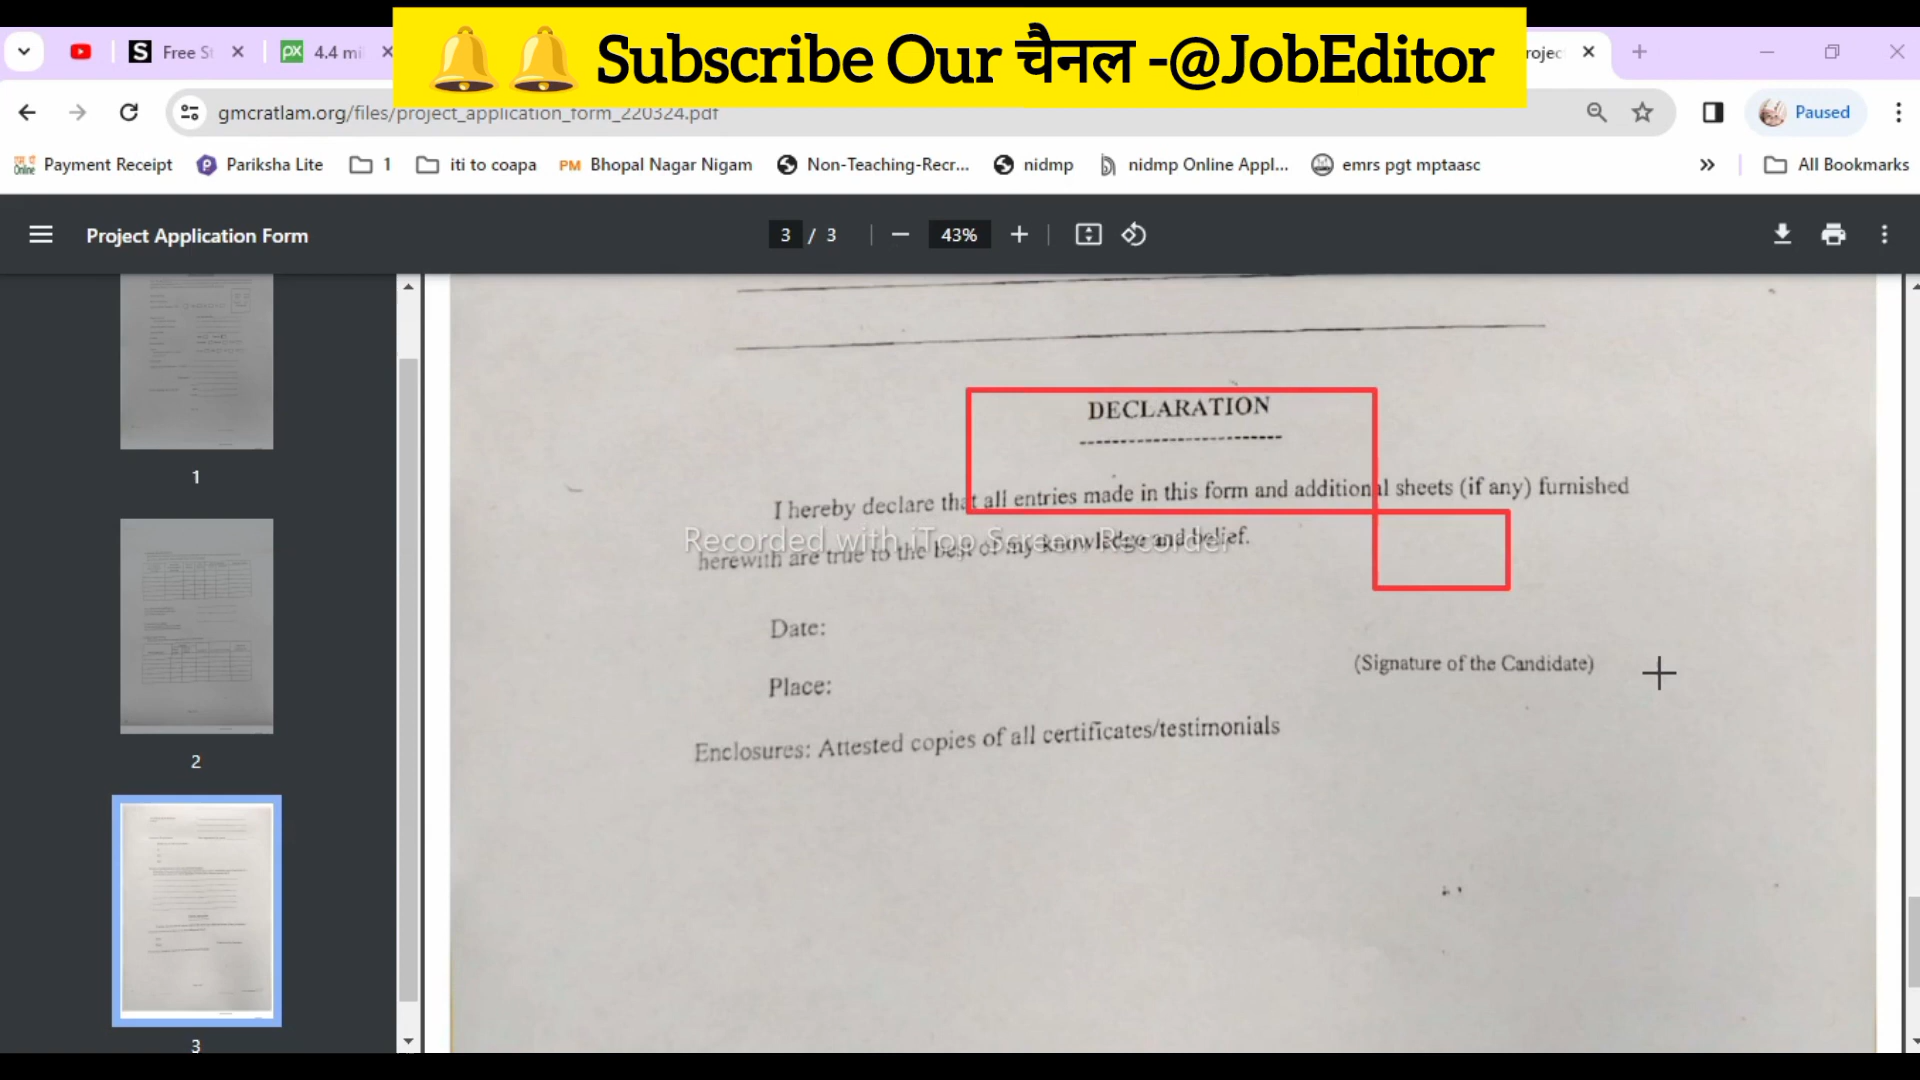 🔔🔔 Subscribe Our चैनल -@JobEditor
Free S
4.4 mi
rojec
gmcratlam.org/files/project_application_form_220324.pdf
Paused
Payment Receipt
Pariksha Lite
1
iti to coapa
PM Bhopal Nagar Nigam
Non-Teaching-Recr...
nidmp
nidmp Online Appl...
emrs pgt mptaasc
All Bookmarks
Project Application Form
3 / 3
43%
1
2
3
DECLARATION
I hereby declare that all entries made in this form and additional sheets (if any) furnished
herewith are true to the best of my knowledge and belief.
Recorded with iTop Screen Recorder
Date:
(Signature of the Candidate)
Place:
Enclosures: Attested copies of all certificates/testimonials